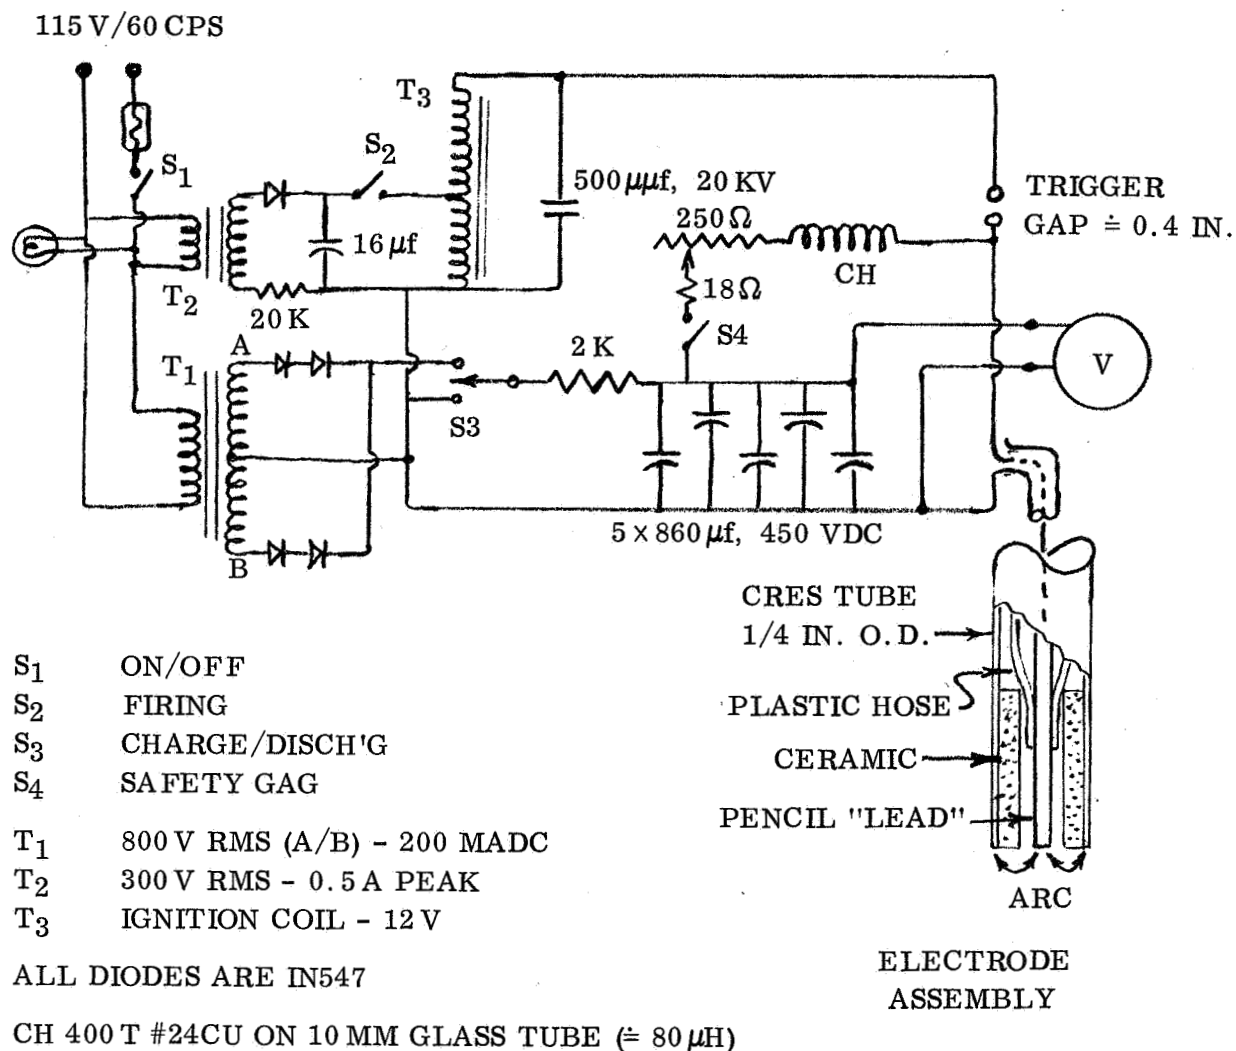 115 V/60 CPS
T3
S2
S1
500 μμf, 20 KV
250Ω
TRIGGER
GAP ≐ 0.4 IN.
16 μf
CH
18Ω
T2
20 K
S4
A
T1
2 K
V
S3
B
5 x 860 μf, 450 VDC
CRES TUBE
1/4 IN. O.D.
PLASTIC HOSE
CERAMIC
PENCIL "LEAD"
ARC
ELECTRODE
ASSEMBLY
S1 ON/OFF
S2 FIRING
S3 CHARGE/DISCH'G
S4 SAFETY GAG
T1 800 V RMS (A/B) - 200 MADC
T2 300 V RMS - 0.5 A PEAK
T3 IGNITION COIL - 12 V
ALL DIODES ARE IN547
CH 400 T #24CU ON 10 MM GLASS TUBE (≐ 80 μH)